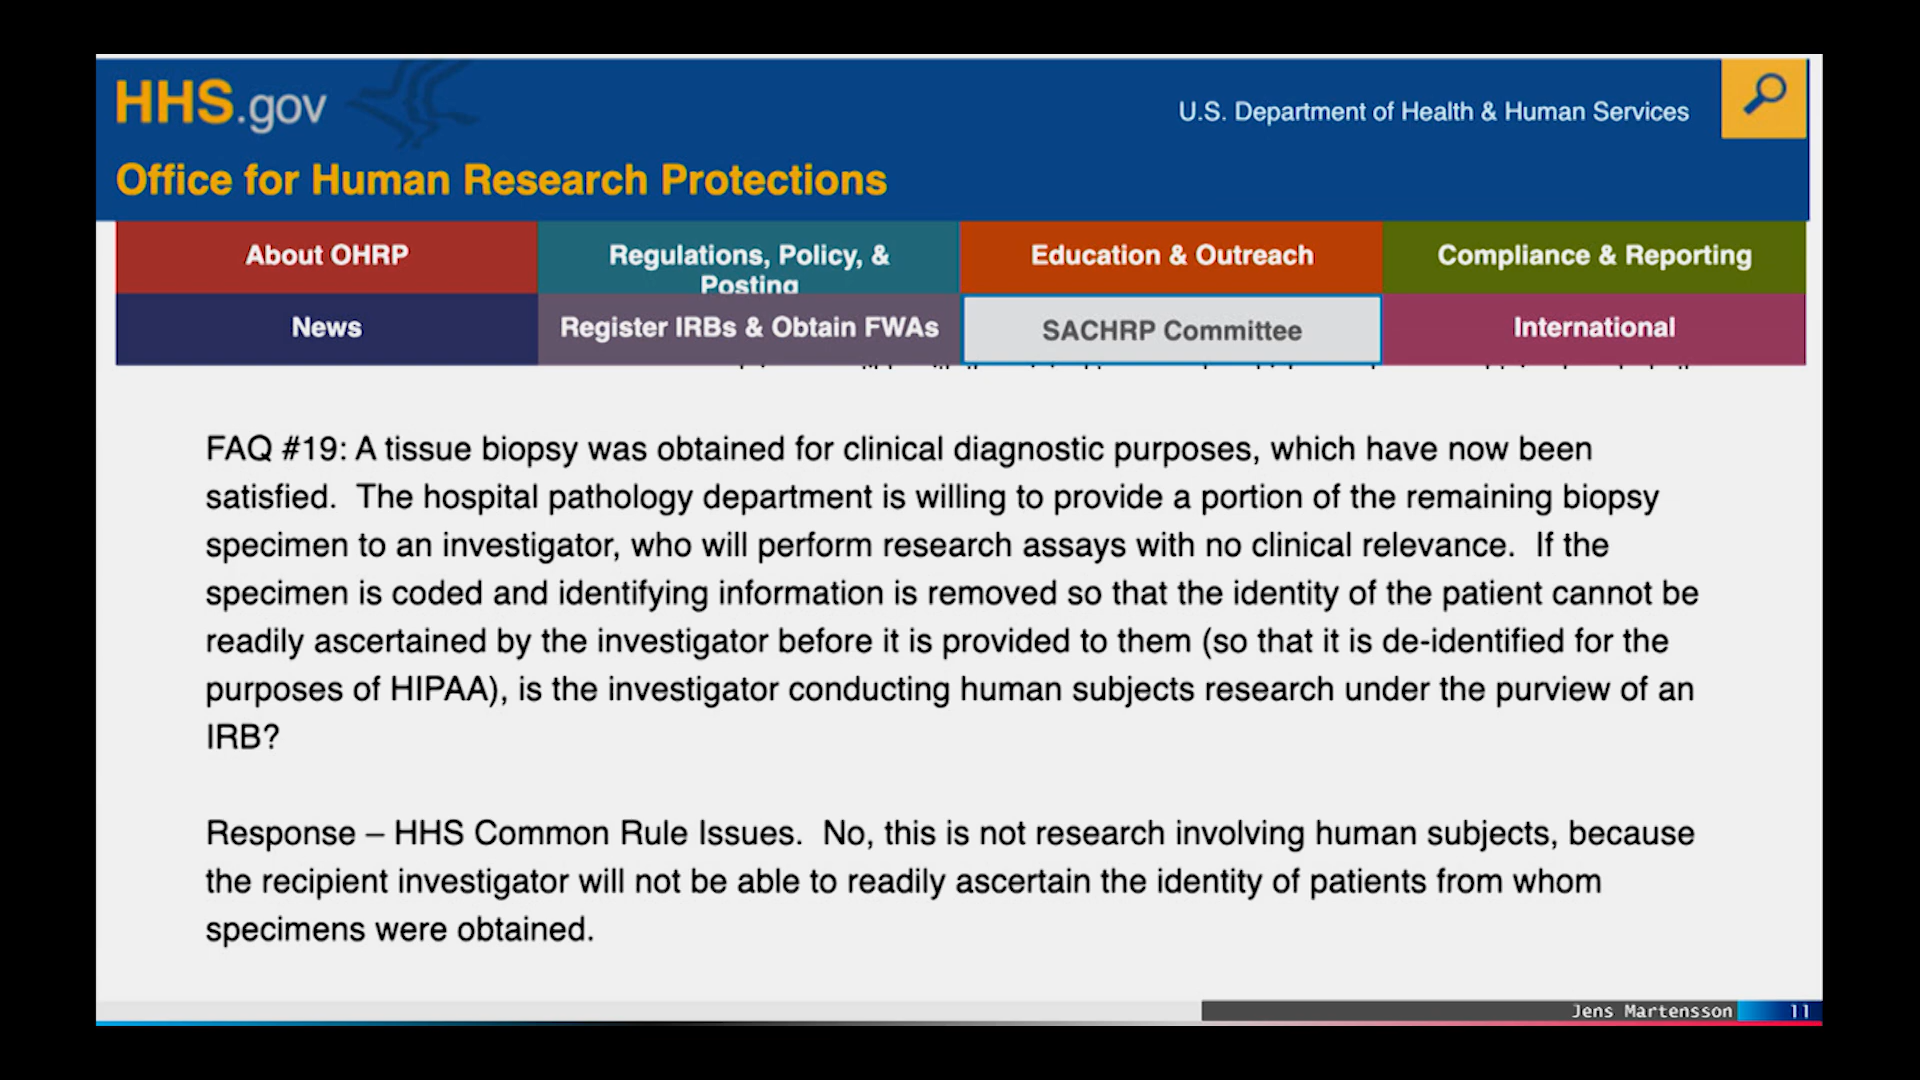 HHS.gov
U.S. Department of Health & Human Services
Office for Human Research Protections
About OHRP
Regulations, Policy, &
Posting
Education & Outreach
Compliance & Reporting
News
Register IRBs & Obtain FWAs
SACHRP Committee
International
FAQ #19: A tissue biopsy was obtained for clinical diagnostic purposes, which have now been
satisfied.  The hospital pathology department is willing to provide a portion of the remaining biopsy
specimen to an investigator, who will perform research assays with no clinical relevance.  If the
specimen is coded and identifying information is removed so that the identity of the patient cannot be
readily ascertained by the investigator before it is provided to them (so that it is de-identified for the
purposes of HIPAA), is the investigator conducting human subjects research under the purview of an
IRB?
Response – HHS Common Rule Issues.  No, this is not research involving human subjects, because
the recipient investigator will not be able to readily ascertain the identity of patients from whom
specimens were obtained.
Jens Martensson
11